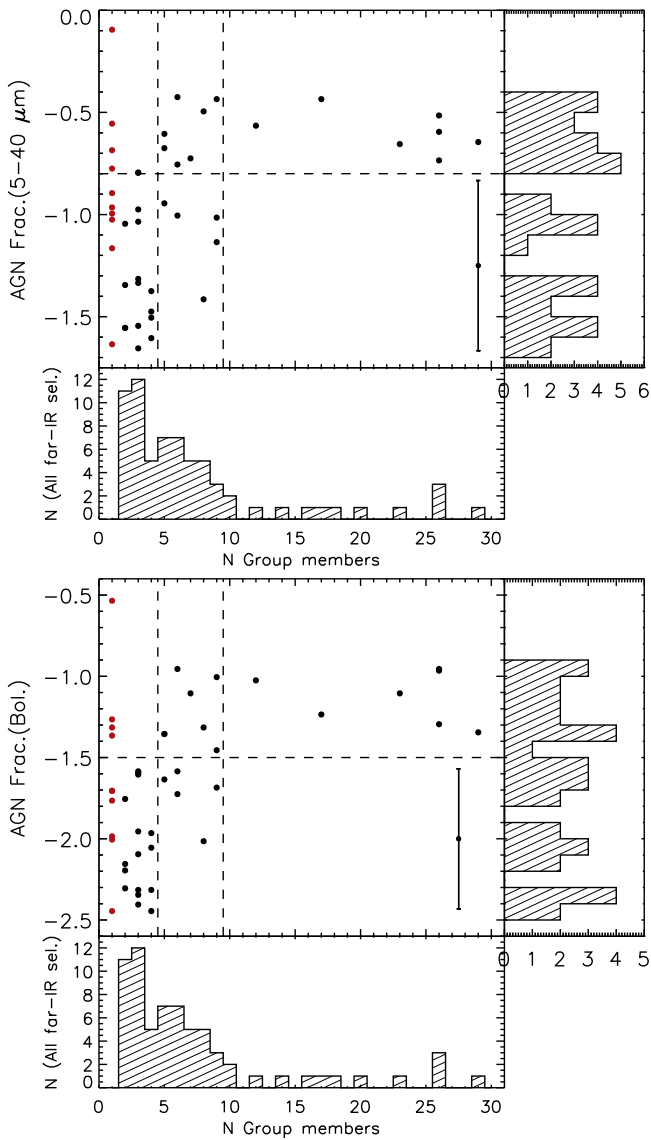 0.0
−0.5
−1.0
−1.5
AGN Frac.(5−40 μm)
0 1 2 3 4 5 6
12
10
8
6
4
2
0
N (All far−IR sel.)
0 5 10 15 20 25 30
N Group members
−0.5
−1.0
−1.5
−2.0
−2.5
AGN Frac.(Bol.)
0 1 2 3 4 5
12
10
8
6
4
2
0
N (All far−IR sel.)
0 5 10 15 20 25 30
N Group members